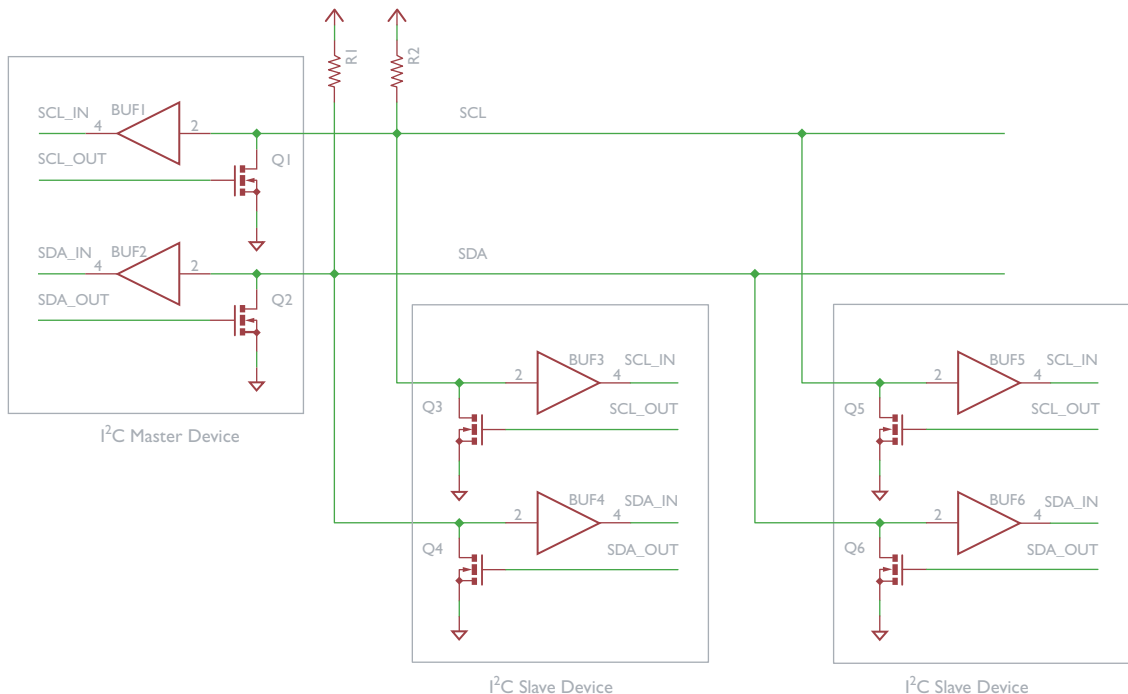 R1
R2
SCL_IN
BUF1
4
2
SCL
SCL_OUT
Q1
SDA_IN
BUF2
4
2
SDA
SDA_OUT
Q2
I²C Master Device
2
BUF3
4
SCL_IN
Q3
SCL_OUT
2
BUF4
4
SDA_IN
Q4
SDA_OUT
I²C Slave Device
2
BUF5
4
SCL_IN
Q5
SCL_OUT
2
BUF6
4
SDA_IN
Q6
SDA_OUT
I²C Slave Device